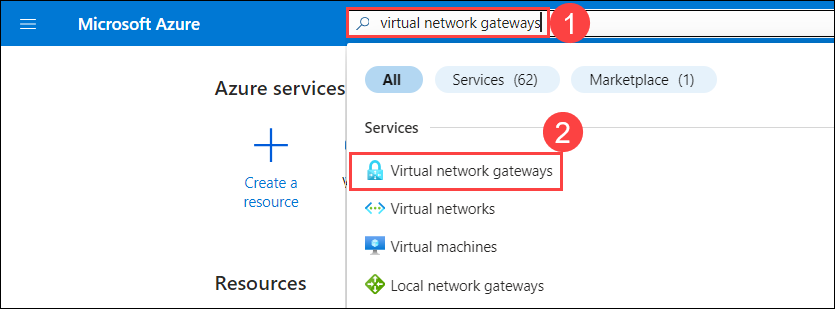 Microsoft Azure
virtual network gateways
1
All
Services (62)
Marketplace (1)
Azure services
Services
2
Virtual network gateways
Create a
resource
Virtual networks
Virtual machines
Resources
Local network gateways